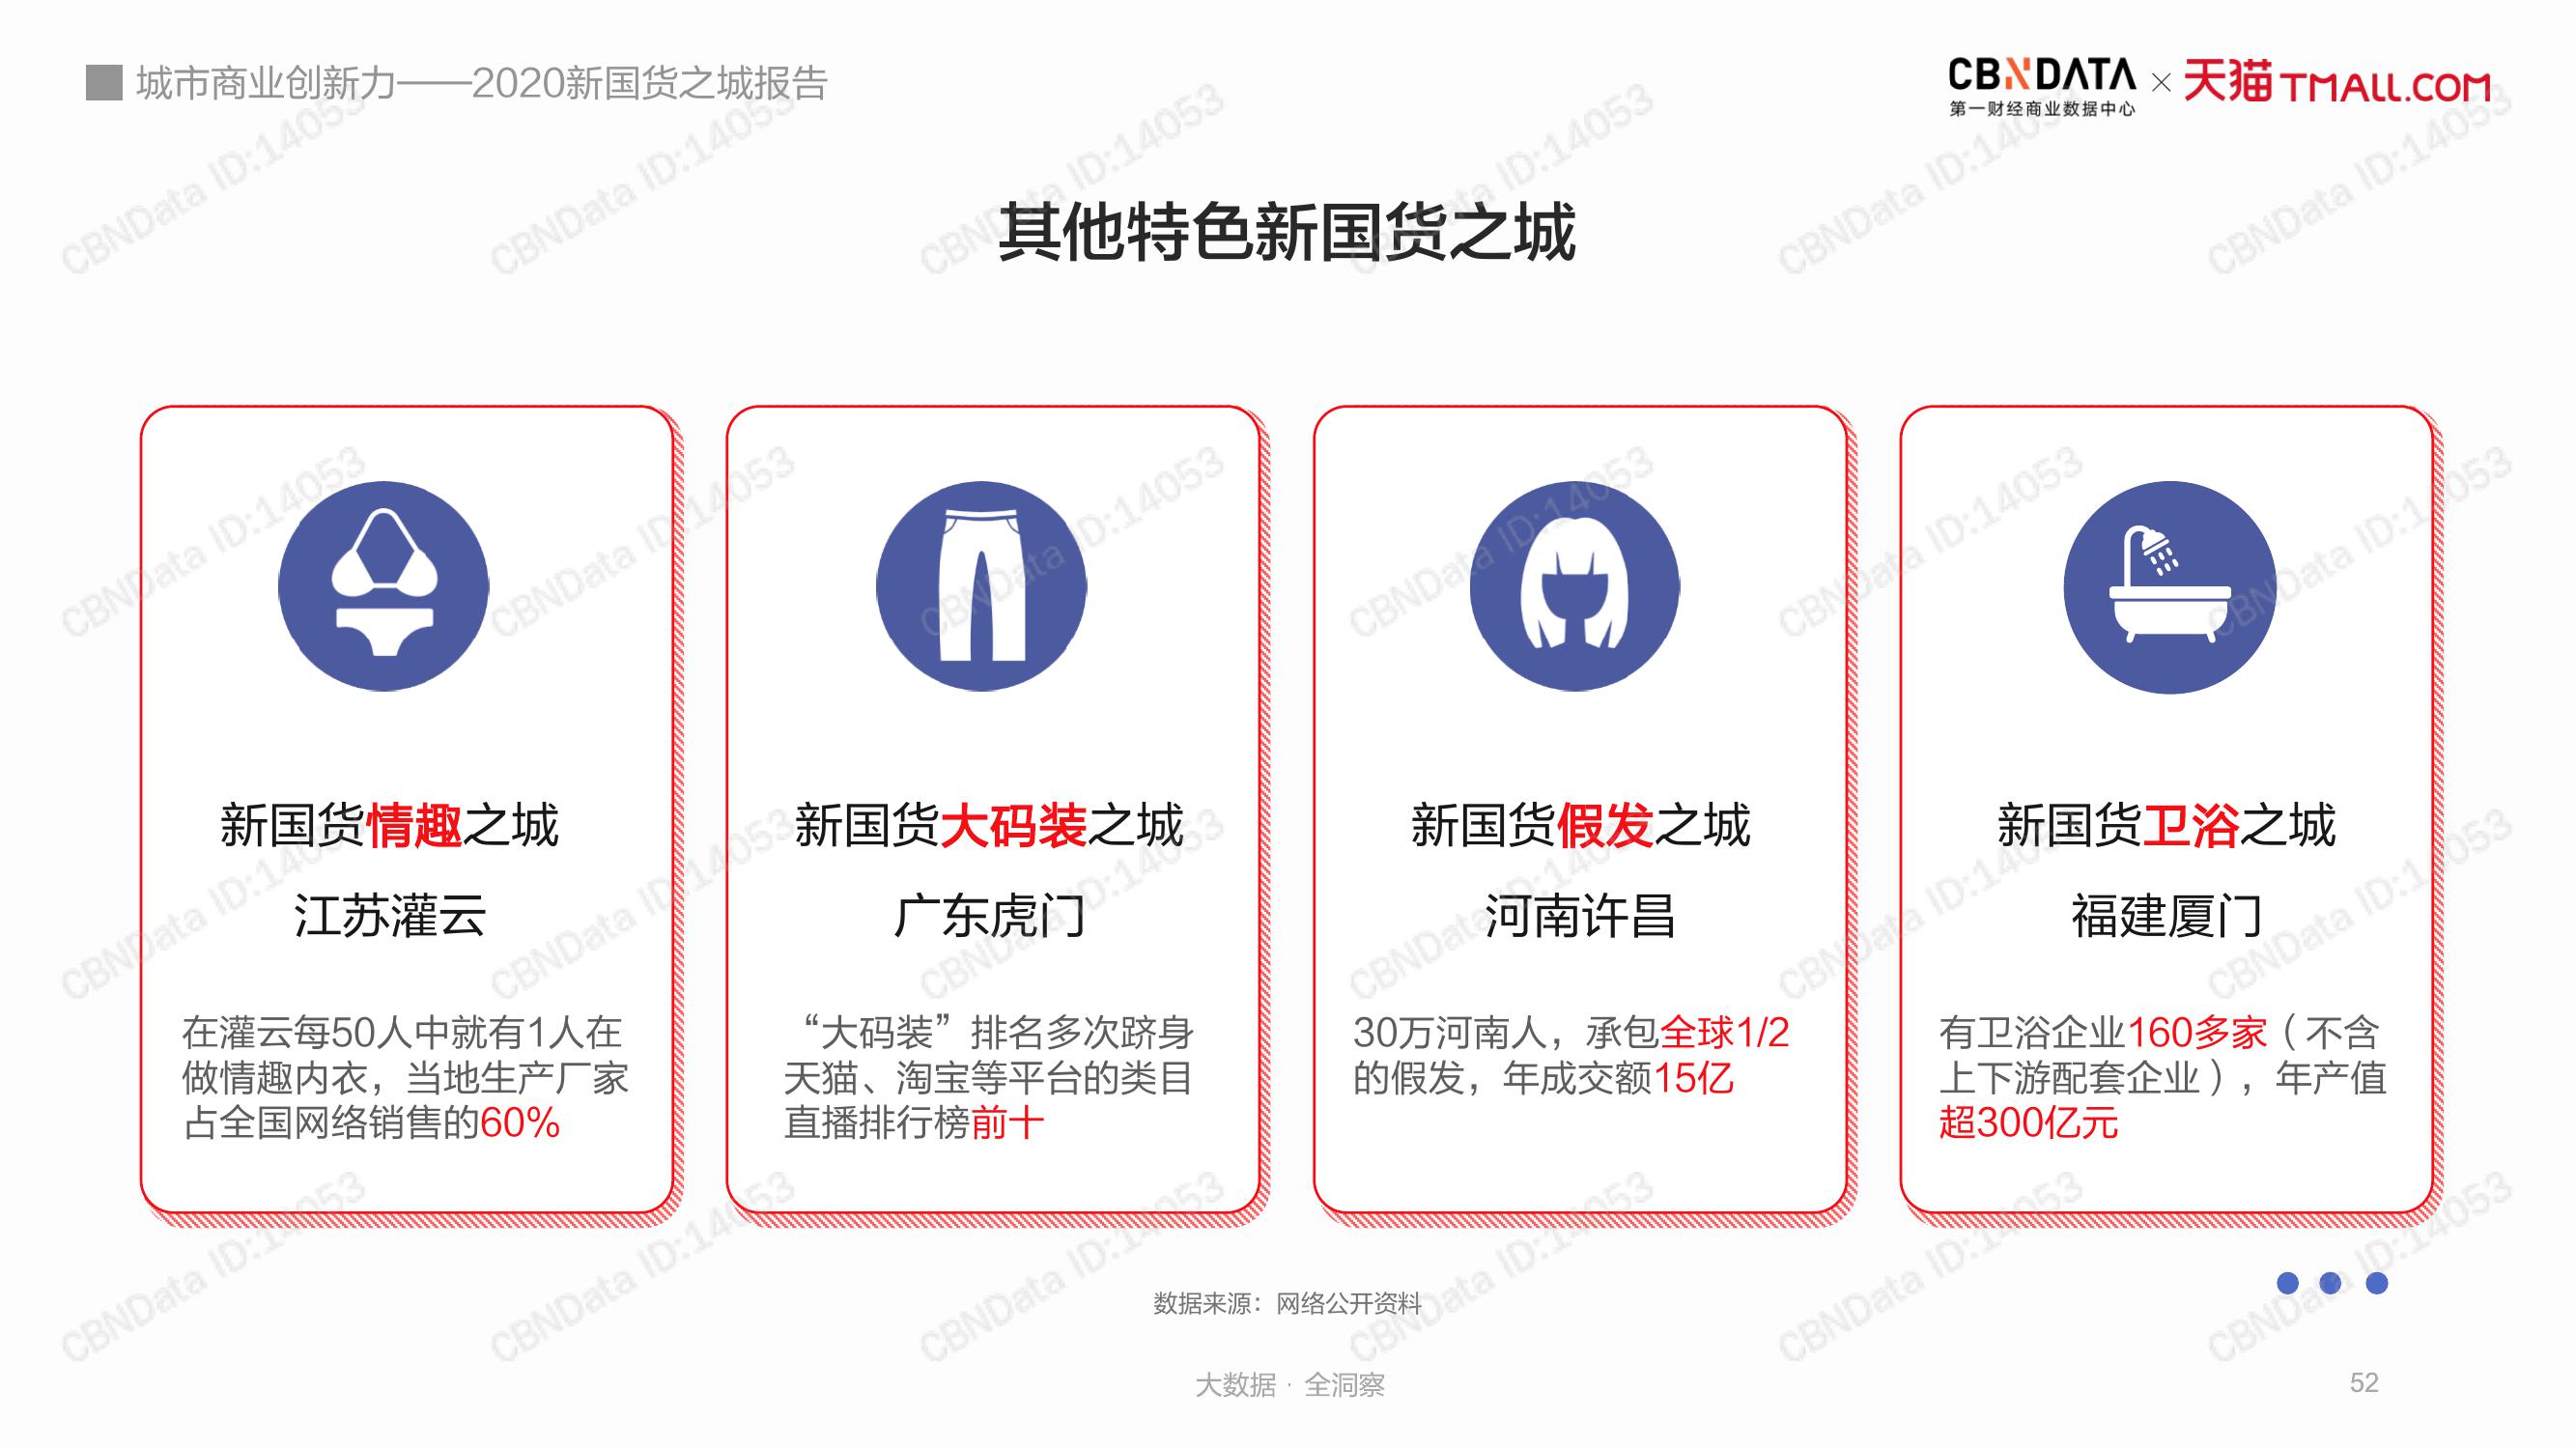 城市商业创新力——2020新国货之城报告
CBNDATA
第一财经商业数据中心
×
天猫 TMALL.COM
其他特色新国货之城
新国货情趣之城
江苏灌云
在灌云每50人中就有1人在
做情趣内衣，当地生产厂家
占全国网络销售的60%
新国货大码装之城
广东虎门
“大码装”排名多次跻身
天猫、淘宝等平台的类目
直播排行榜前十
新国货假发之城
河南许昌
30万河南人，承包全球1/2
的假发，年成交额15亿
新国货卫浴之城
福建厦门
有卫浴企业160多家（不含
上下游配套企业），年产值
超300亿元
数据来源：网络公开资料
大数据 · 全洞察
52
CBNData ID:14053